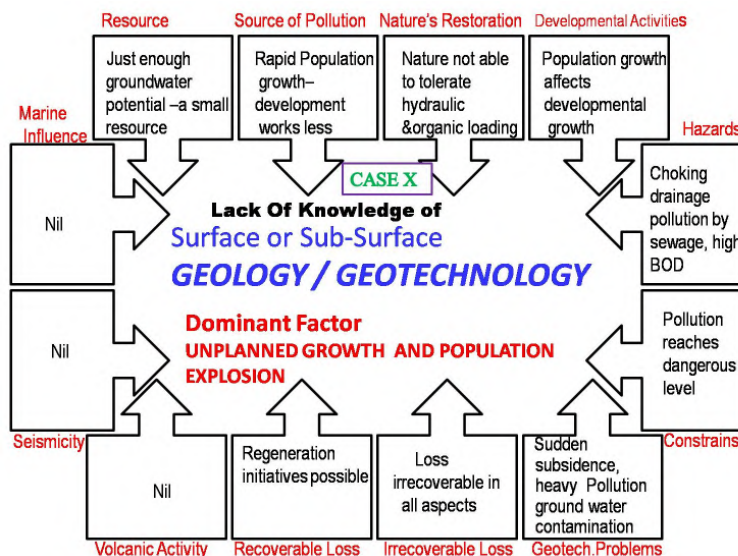 Resource
Source of Pollution
Nature's Restoration
Developmental Activities
Just enough
groundwater
potential –a small
resource
Rapid Population
growth–
development
works less
Nature not able
to tolerate
hydraulic
&organic loading
Population growth
affects
developmental
growth
Marine
Influence
Nil
Hazards
Choking
drainage
pollution by
sewage, high
BOD
CASE X
Lack Of Knowledge of
Surface or Sub-Surface
GEOLOGY / GEOTECHNOLOGY
Dominant Factor
UNPLANNED GROWTH AND POPULATION
EXPLOSION
Nil
Seismicity
Pollution
reaches
dangerous
level
Constrains
Nil
Regeneration
initiatives possible
Loss
irrecoverable in
all aspects
Sudden
subsidence,
heavy Pollution
ground water
contamination
Volcanic Activity
Recoverable Loss
Irrecoverable Loss
Geotech.Problems